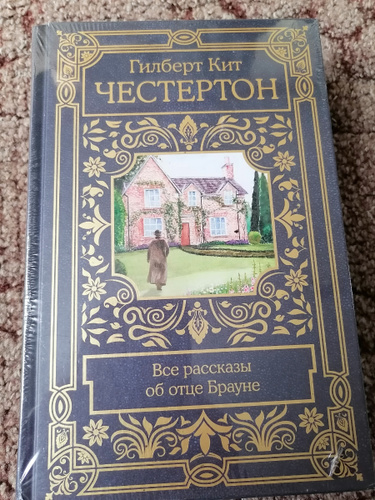 Гилберт Кит
ЧЕСТЕРТОН
Все рассказы
об отце Брауне